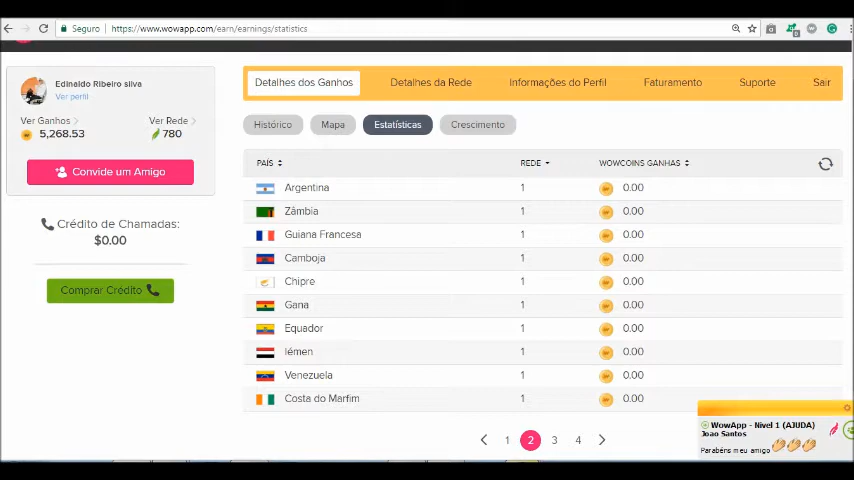 Seguro https://www.wowapp.com/earn/earnings/statistics
Edinaldo Ribeiro silva
Ver perfil
Ver Ganhos
5,268.53
Ver Rede
780
Convide um Amigo
Crédito de Chamadas:
$0.00
Comprar Crédito
Detalhes dos Ganhos Detalhes da Rede Informações do Perfil Faturamento Suporte Sair
Histórico Mapa Estatísticas Crescimento
PAÍS REDE WOWCOINS GANHAS
Argentina 1 0.00
Zâmbia 1 0.00
Guiana Francesa 1 0.00
Camboja 1 0.00
Chipre 1 0.00
Gana 1 0.00
Equador 1 0.00
Iémen 1 0.00
Venezuela 1 0.00
Costa do Marfim 1 0.00
1 2 3 4
WowApp - Nível 1 (AJUDA)
Joao Santos
Parabéns meu amigo